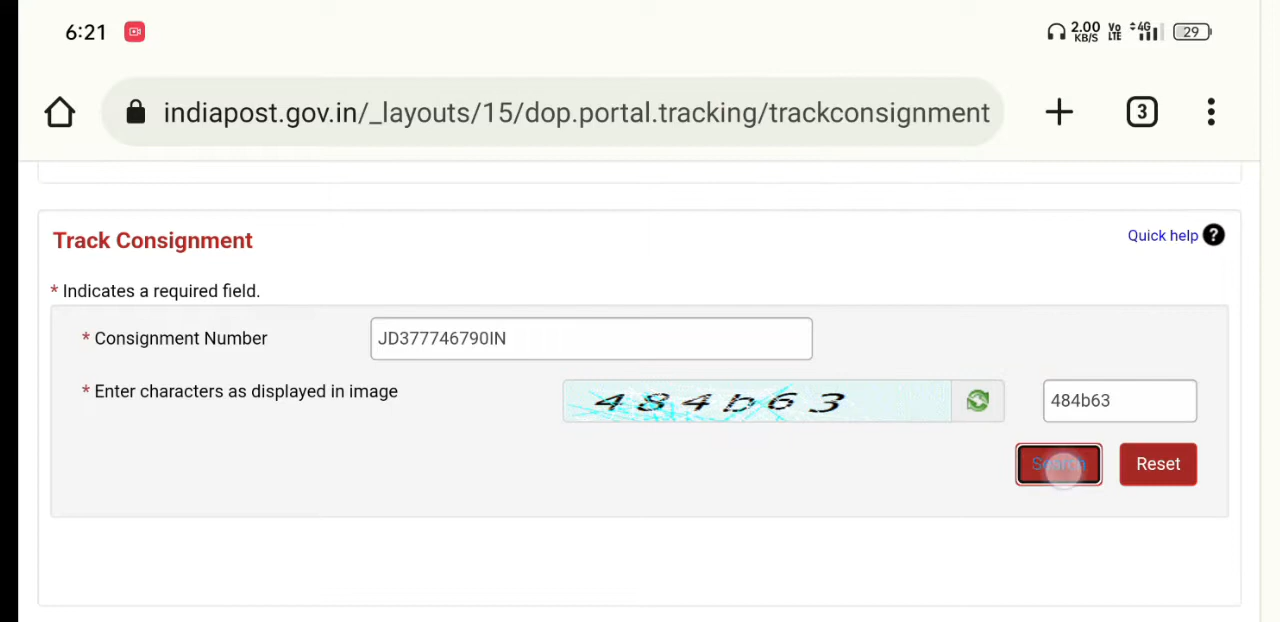 6:21 2.00 KB/S Vo LTE 4G 29
indiapost.gov.in/_layouts/15/dop.portal.tracking/trackconsignment 3
Track Consignment Quick help ?
* Indicates a required field.
* Consignment Number JD377746790IN
* Enter characters as displayed in image 484b63 484b63
Search Reset